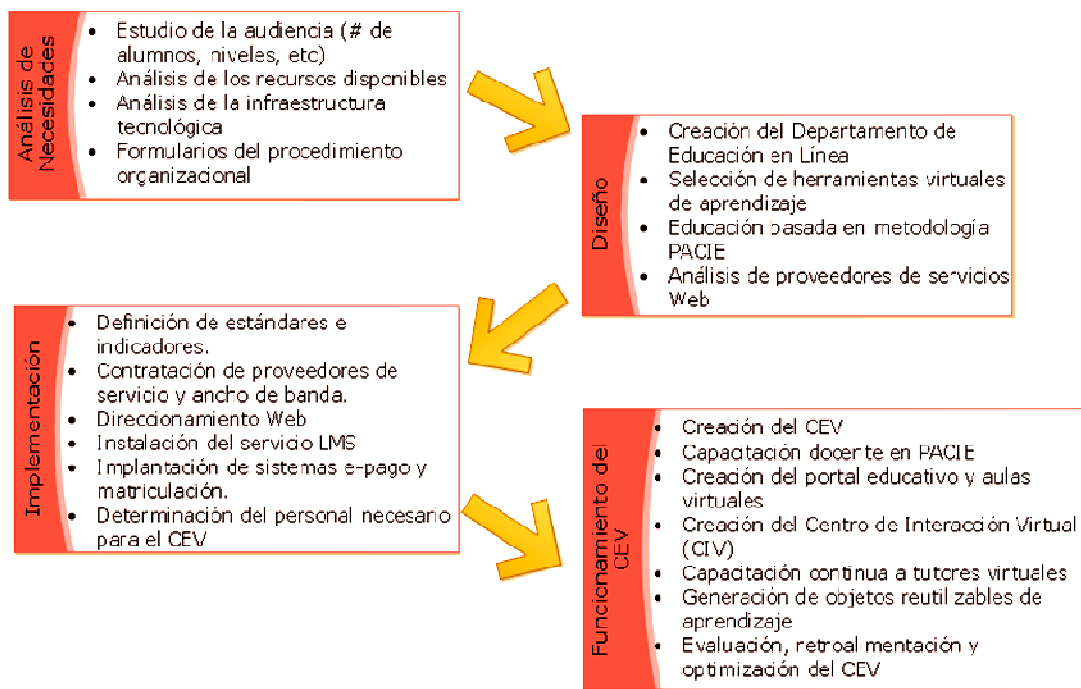 Análisis de
Necesidades
• Estudio de la audiencia (# de
alumnos, niveles, etc)
• Análisis de los recursos disponibles
• Análisis de la infraestructura
tecnológica
• Formularios del procedimiento
organizacional
Diseño
• Creación del Departamento de
Educación en Línea
• Selección de herramientas virtuales
de aprendizaje
• Educación basada en metodología
PACIE
• Análisis de proveedores de servicios
Web
Implementación
• Definición de estándares e
indicadores.
• Contratación de proveedores de
servicio y ancho de banda.
• Direccionamiento Web
• Instalación del servicio LMS
• Implantación de sistemas e-pago y
matriculación.
• Determinación del personal necesario
para el CEV
Funcionamiento del
CEV
• Creación del CEV
• Capacitación docente en PACIE
• Creación del portal educativo y aulas
virtuales
• Creación del Centro de Interacción Virtual
(CIV)
• Capacitación continua a tutores virtuales
• Generación de objetos reutil zables de
aprendizaje
• Evaluación, retroal mentación y
optimización del CEV